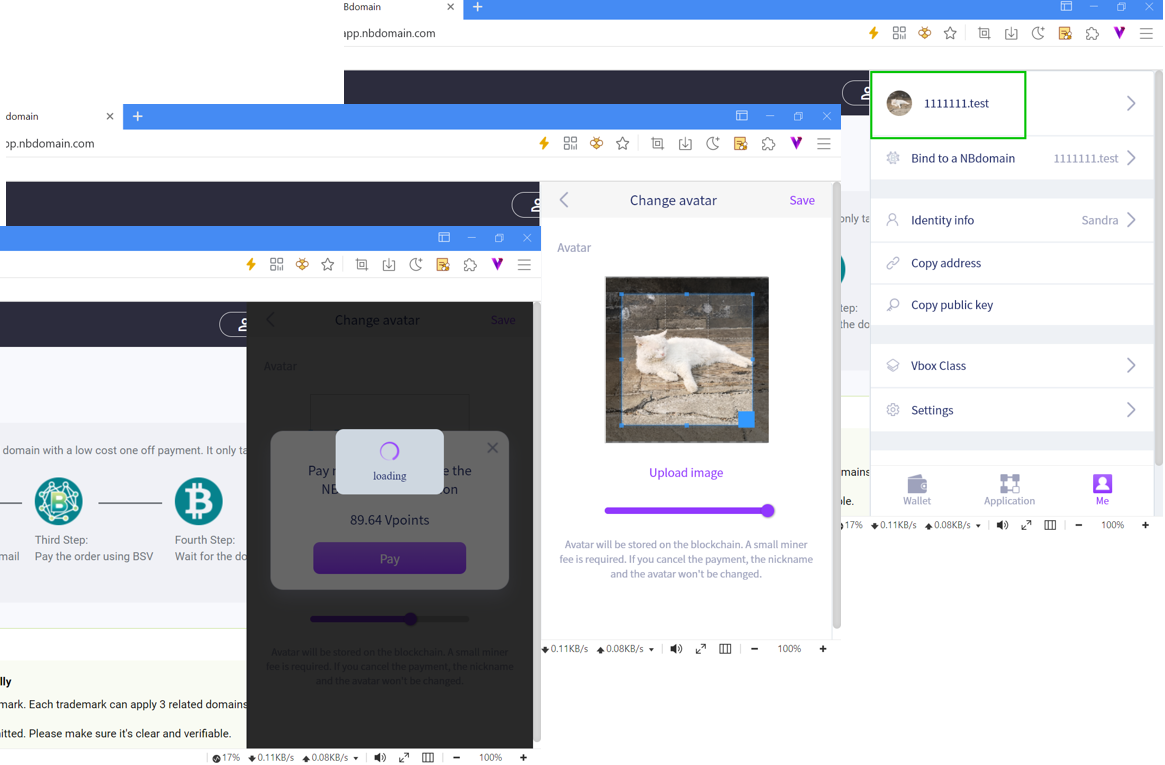 Bdomain
app.nbdomain.com
1111111.test
Bind to a NBdomain 1111111.test
Identity info Sandra
Copy address
Copy public key
Vbox Class
Settings
Wallet Application Me
17% 0.11KB/s 0.08KB/s 100%
only ta
tep:
the do
mains
le.
domain
pp.nbdomain.com
Change avatar Save
Avatar
Upload image
Avatar will be stored on the blockchain. A small miner
fee is required. If you cancel the payment, the nickname
and the avatar won't be changed.
0.11KB/s 0.08KB/s 100%
Change avatar Save
Avatar
loading
Pay
the
on
89.64 Vpoints
Pay
Avatar will be stored on the blockchain. A small miner
fee is required. If you cancel the payment, the nickname
and the avatar won't be changed.
domain with a low cost one off payment. It only ta
Third Step:
Pay the order using BSV
Fourth Step:
Wait for the do
mail
lly
mark. Each trademark can apply 3 related domains
itted. Please make sure it's clear and verifiable.
17% 0.11KB/s 0.08KB/s 100%